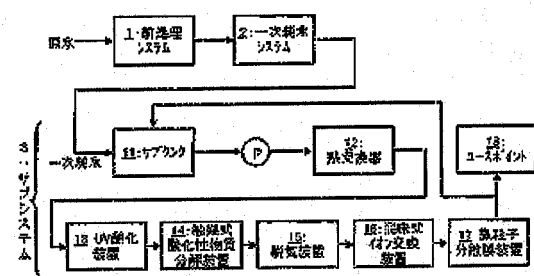 原水
1:前処理
システム
2:一次純水
システム
3:サブシステム
一次純水
11:サブタンク
P
12:
熱交換器
18:
ユースポイント
13:UV酸化
装置
14:触媒式
酸化性物質
分解装置
15:
脱気装置
16:混床式
イオン交換
装置
17:微粒子
分離膜装置